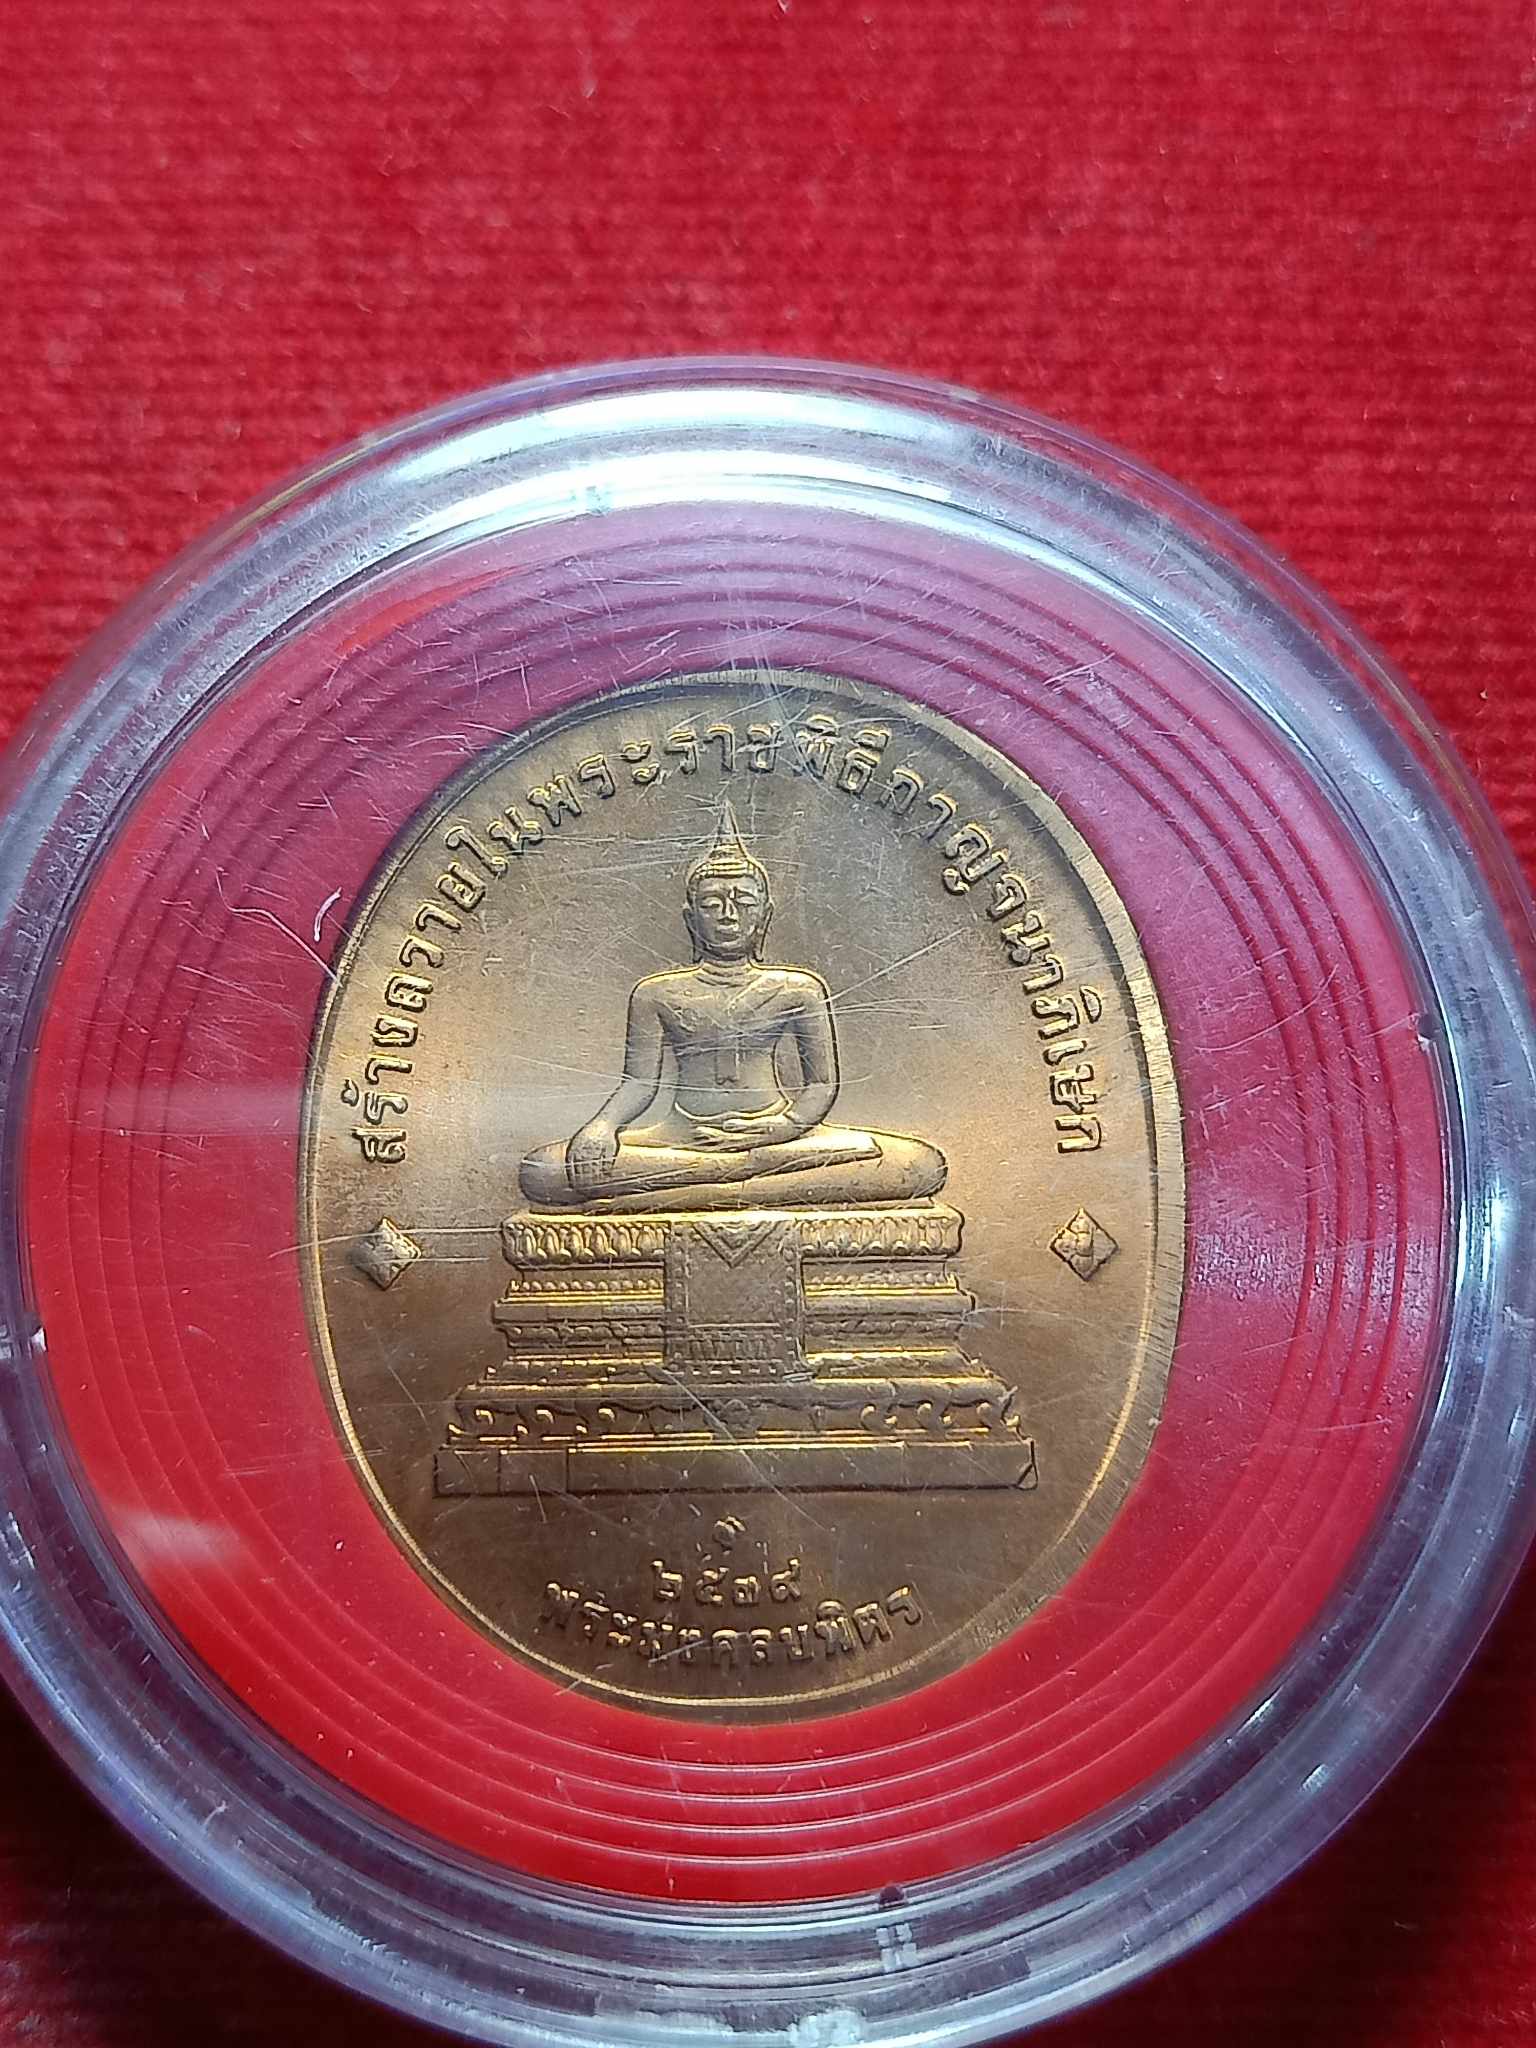 สร้างถวายในพระราชพิธีกาญจนาภิเษก
๒๕๓๙
พระมงคลบพิตร